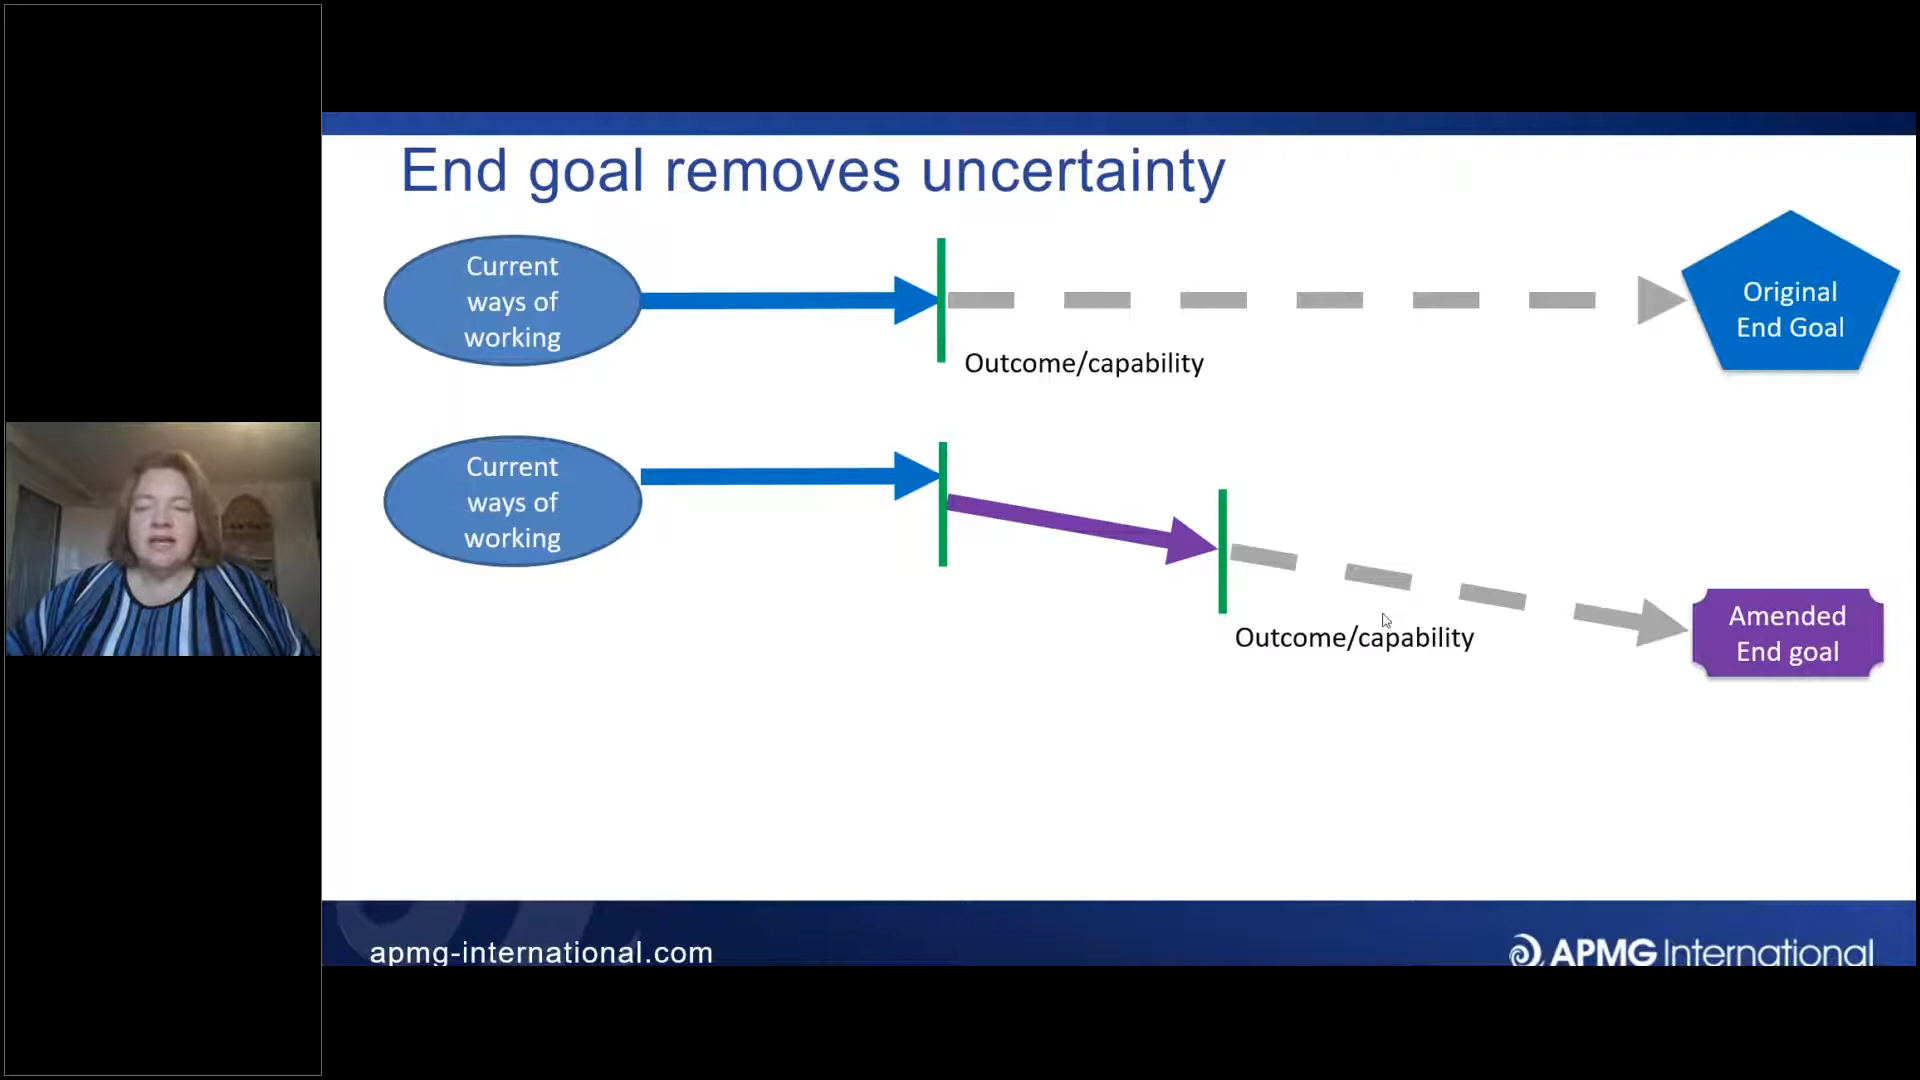 End goal removes uncertainty
Current
ways of
working
Original
End Goal
Outcome/capability
Current
ways of
working
Amended
End goal
Outcome/capability
apmg-international.com
APMG International